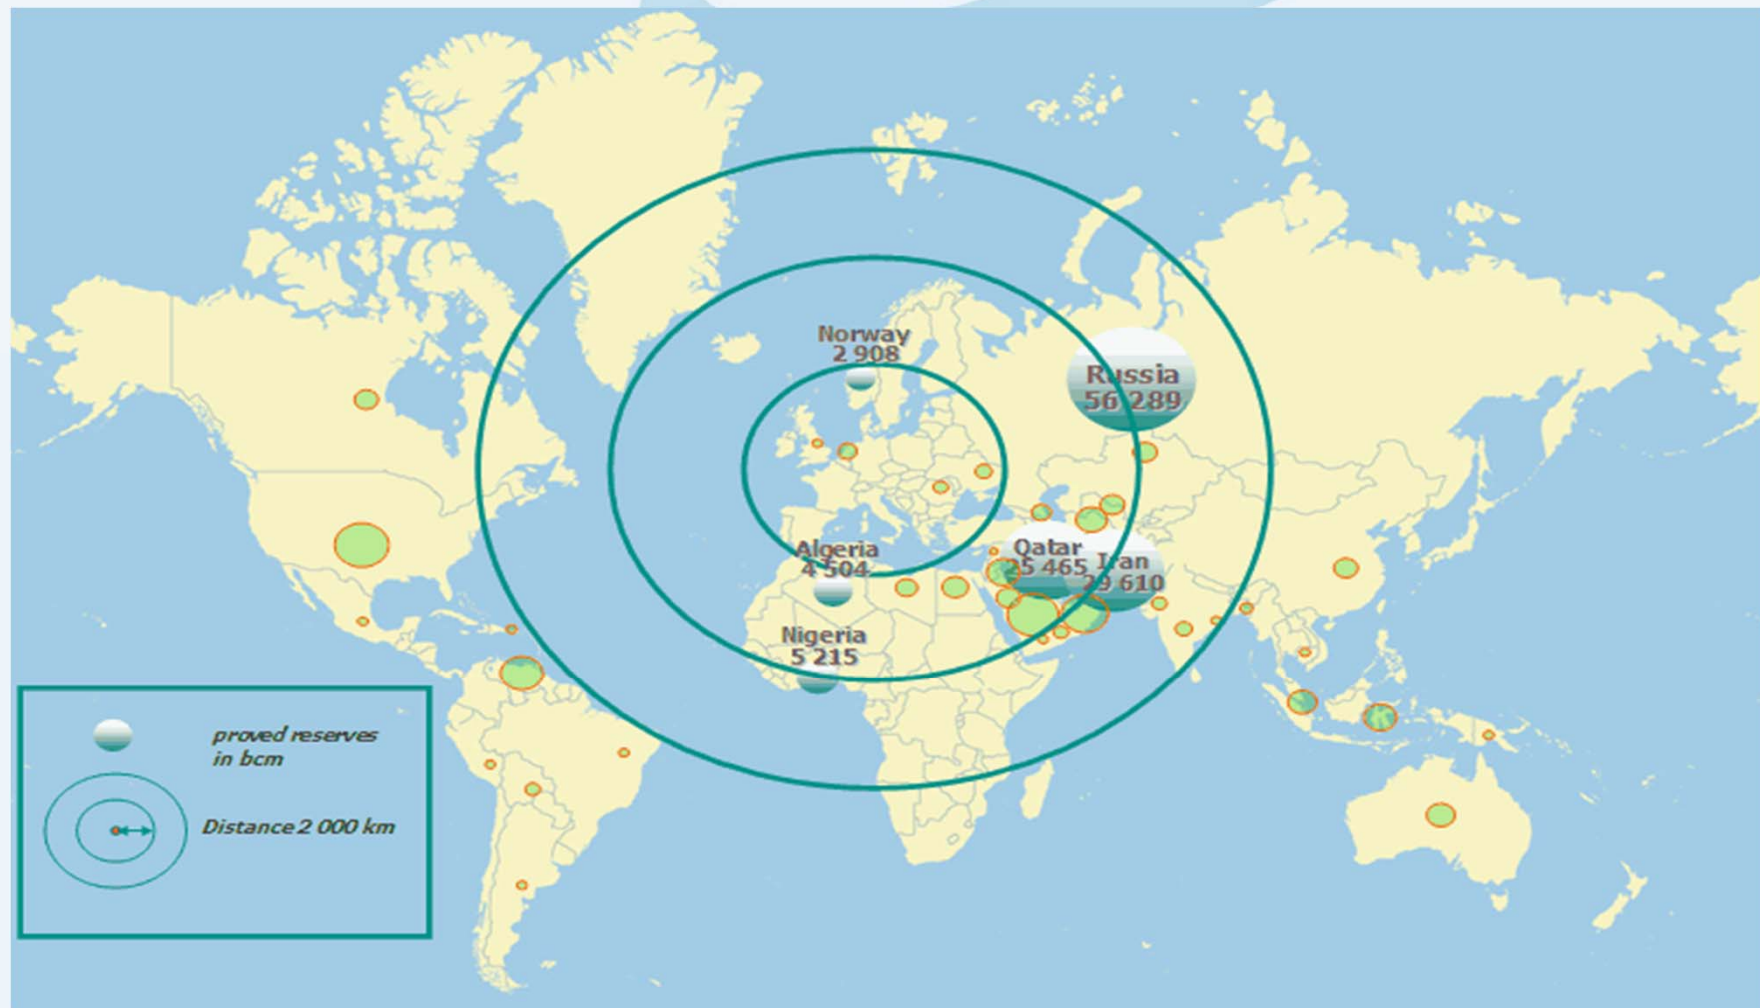 Norway
2 908
Russia
56 289
Algeria
4 504
Qatar
25 465
Iran
29 610
Nigeria
5 215
proved reserves
in bcm
Distance 2 000 km